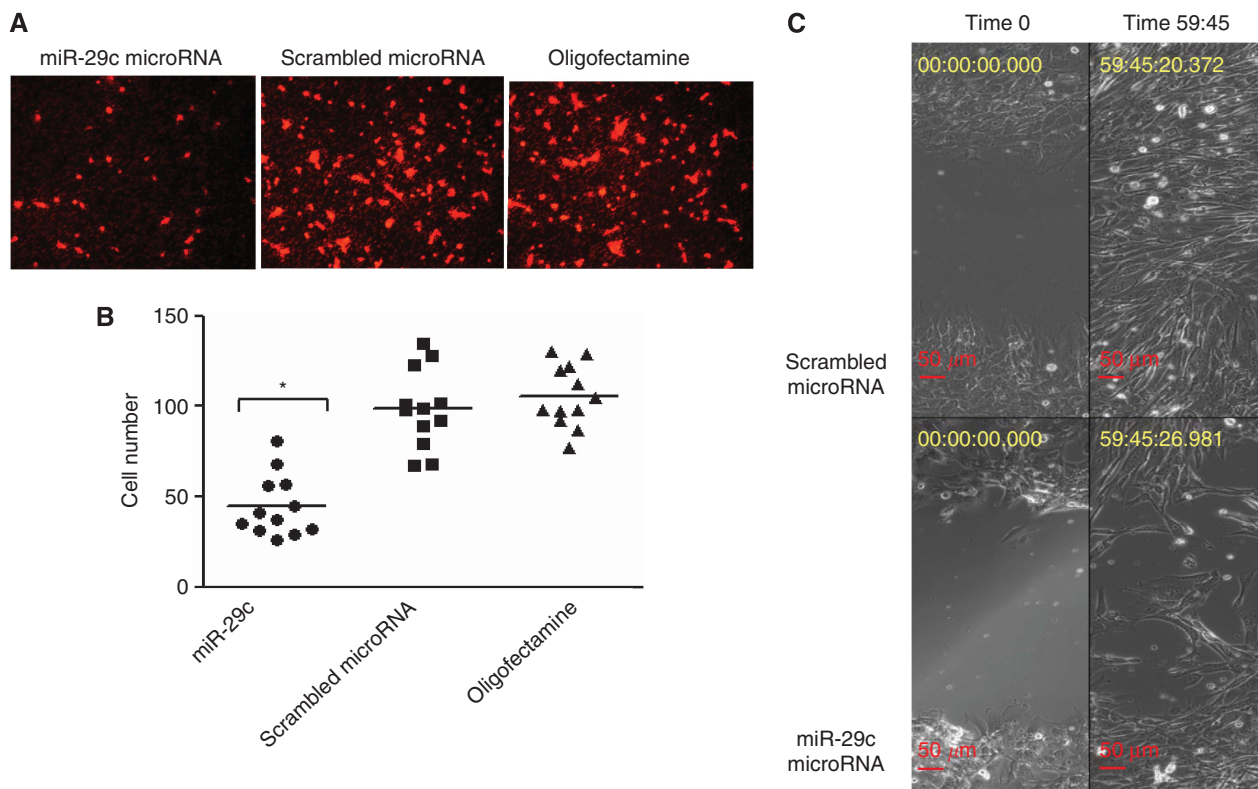 A
miR-29c microRNA
Scrambled microRNA
Oligofectamine
B
150
100
50
0
Cell number
*
miR-29c
Scrambled microRNA
Oligofectamine
C
Time 0
Time 59:45
00:00:00.000
59:45:20.372
Scrambled
microRNA
50 μm
50 μm
00:00:00.000
59:45:26.981
miR-29c
microRNA
50 μm
50 μm